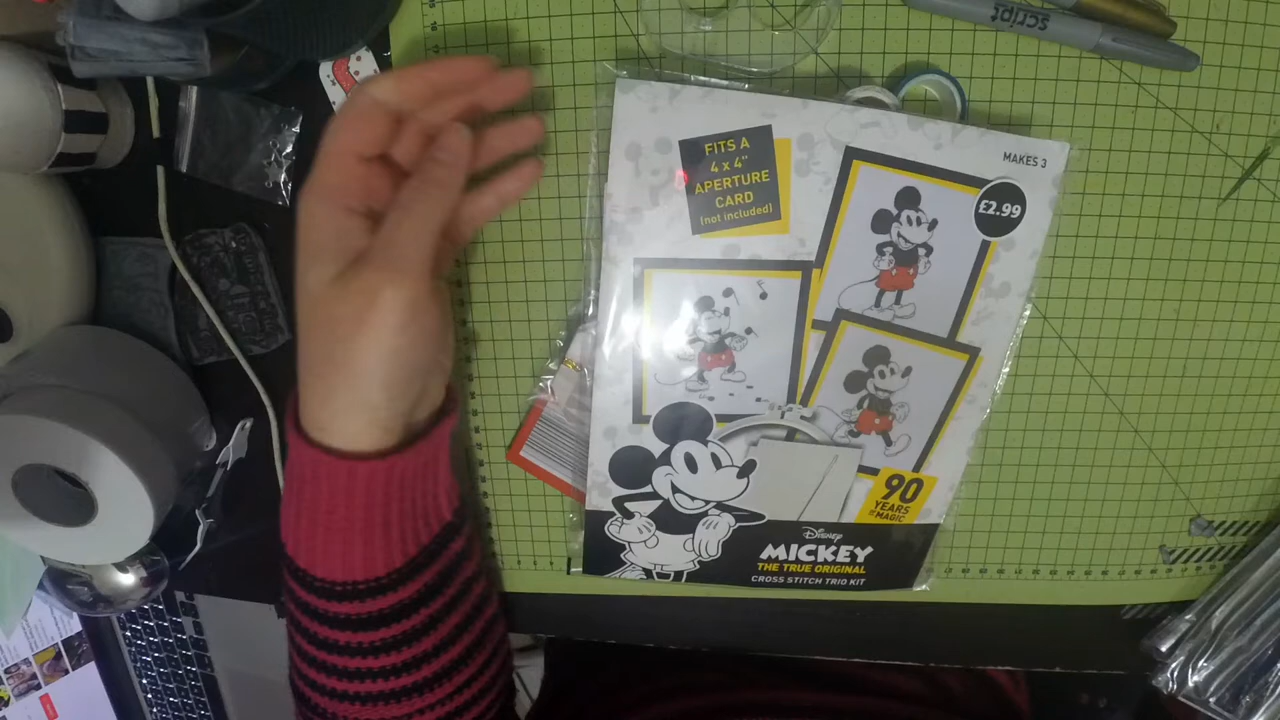 script
FITS A
4 x 4"
APERTURE
CARD
(not included)
MAKES 3
£2.99
90
YEARS
of MAGIC
Disney
MICKEY
THE TRUE ORIGINAL
CROSS STITCH TRIO KIT